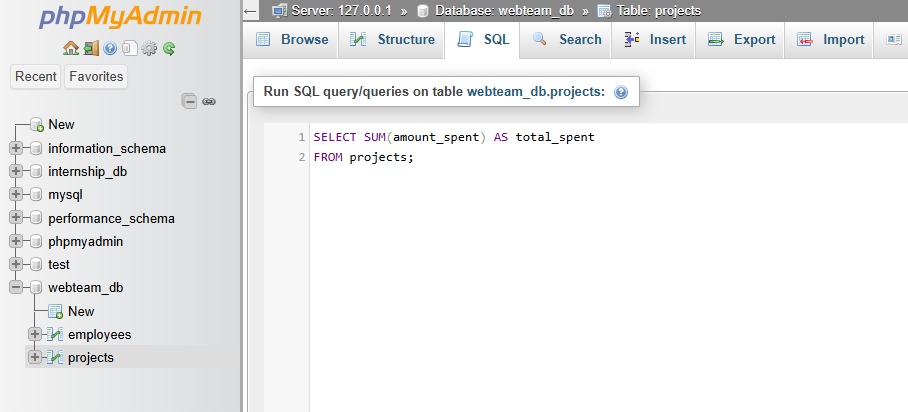 phpMyAdmin
Recent Favorites
New
information_schema
internship_db
mysql
performance_schema
phpmyadmin
test
webteam_db
New
employees
projects
Server: 127.0.0.1 » Database: webteam_db » Table: projects
Browse Structure SQL Search Insert Export Import
Run SQL query/queries on table webteam_db.projects:
1 SELECT SUM(amount_spent) AS total_spent
2 FROM projects;